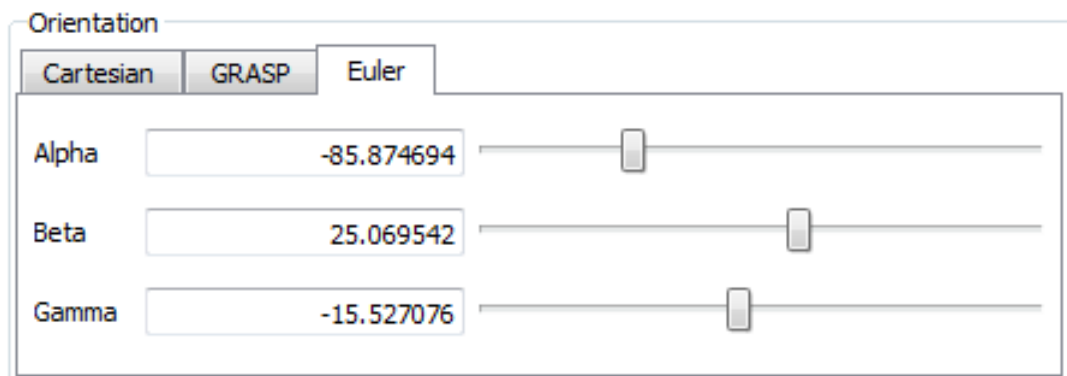 Orientation
Cartesian GRASP Euler
Alpha -85.874694
Beta 25.069542
Gamma -15.527076